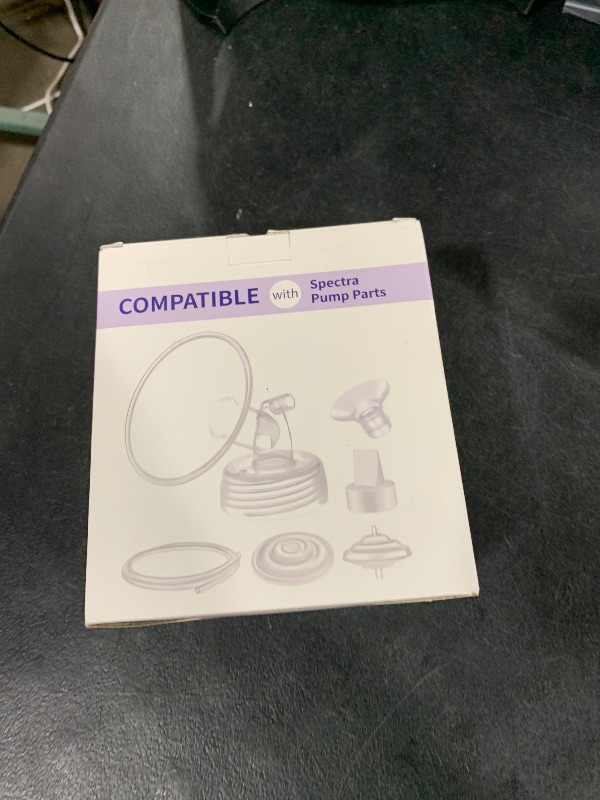 COMPATIBLE with Spectra
Pump Parts